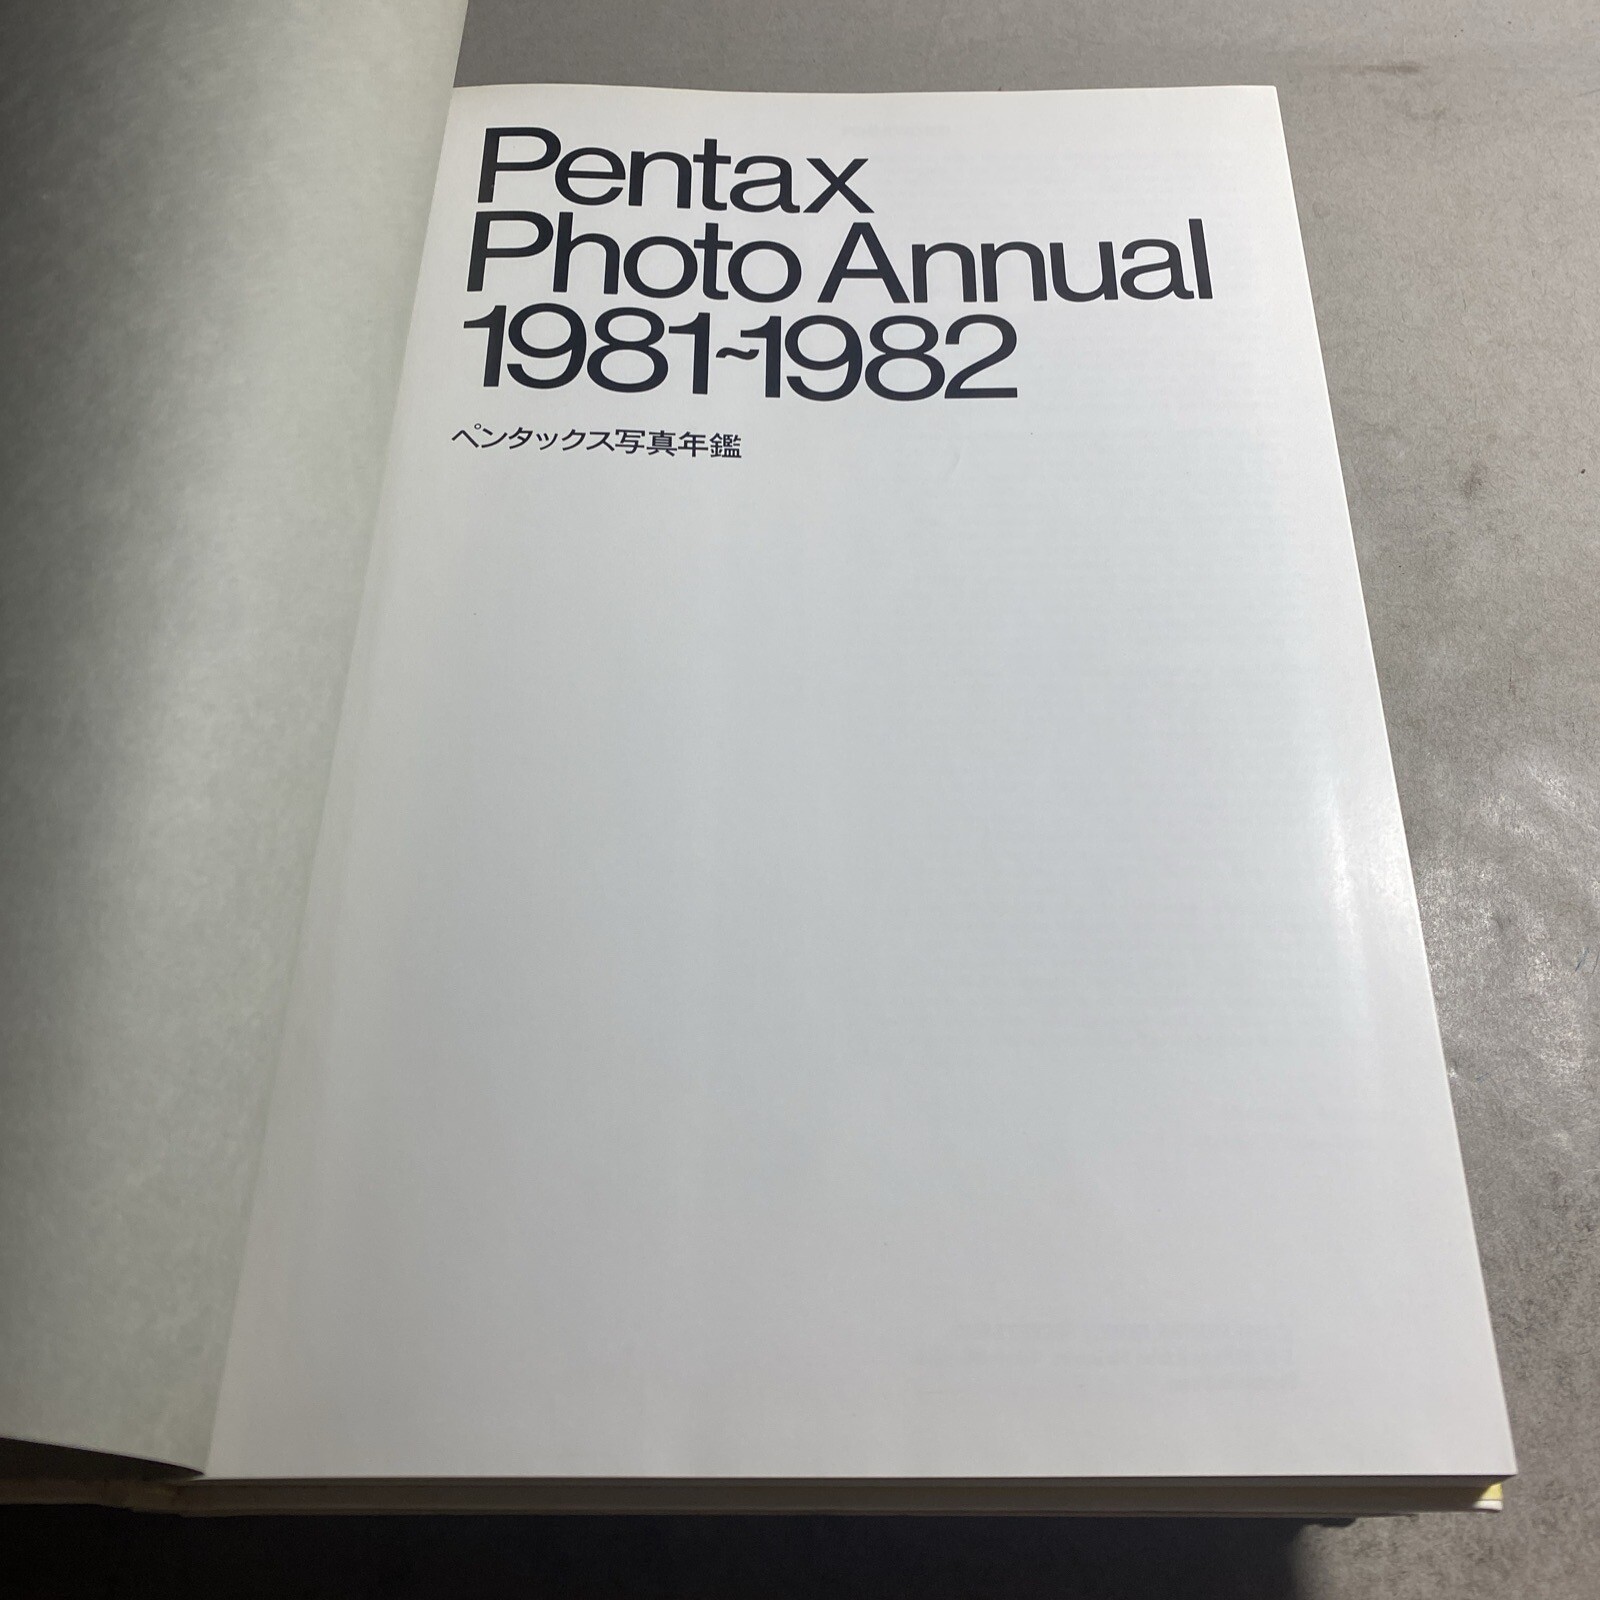 Pentax
Photo Annual
1981~1982
ペンタックス写真年鑑